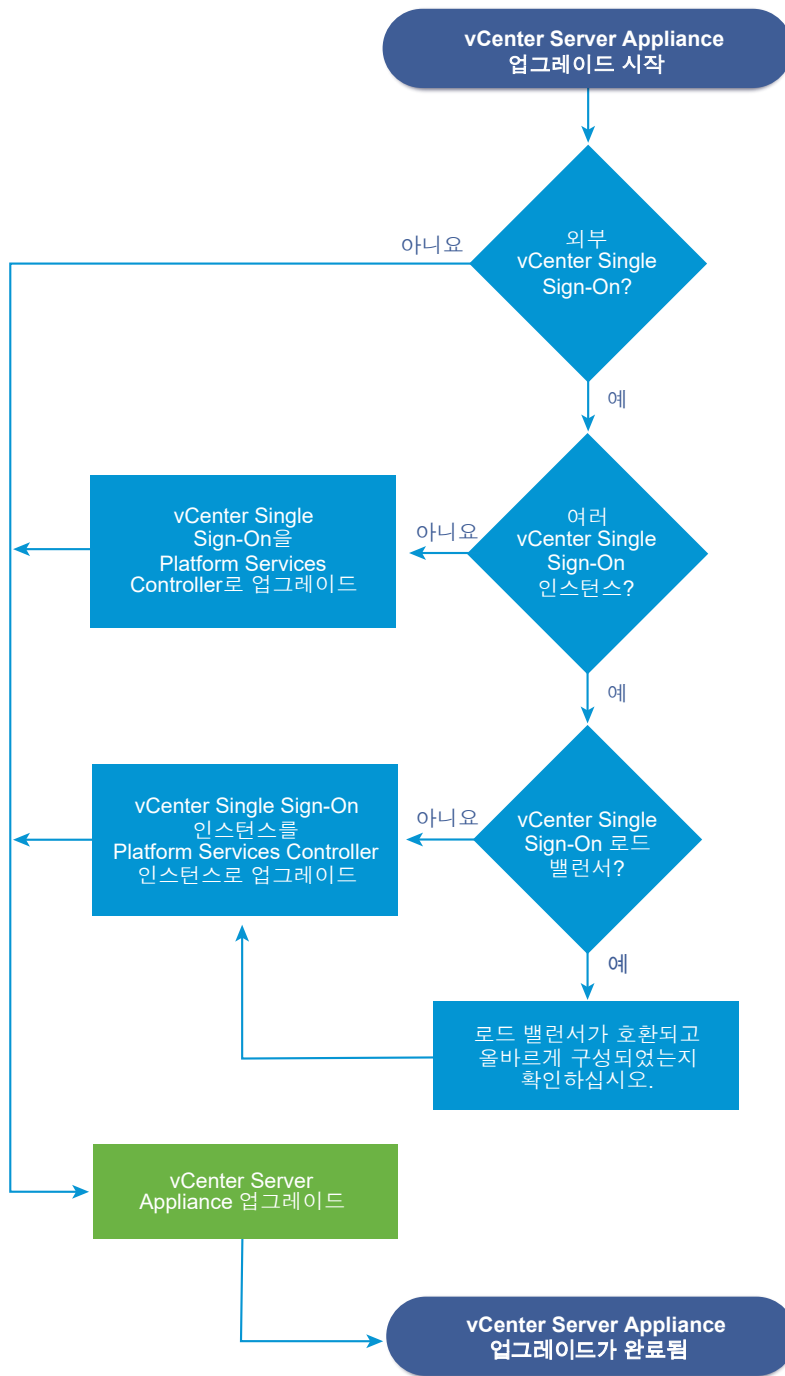 vCenter Server Appliance
업그레이드 시작
외부
vCenter Single
Sign-On?
아니요
예
여러
vCenter Single
Sign-On
인스턴스?
아니요
vCenter Single
Sign-On을
Platform Services
Controller로 업그레이드
예
vCenter Single
Sign-On 로드
밸런서?
아니요
vCenter Single Sign-On
인스턴스를
Platform Services Controller
인스턴스로 업그레이드
예
로드 밸런서가 호환되고
올바르게 구성되었는지
확인하십시오.
vCenter Server
Appliance 업그레이드
vCenter Server Appliance
업그레이드가 완료됨